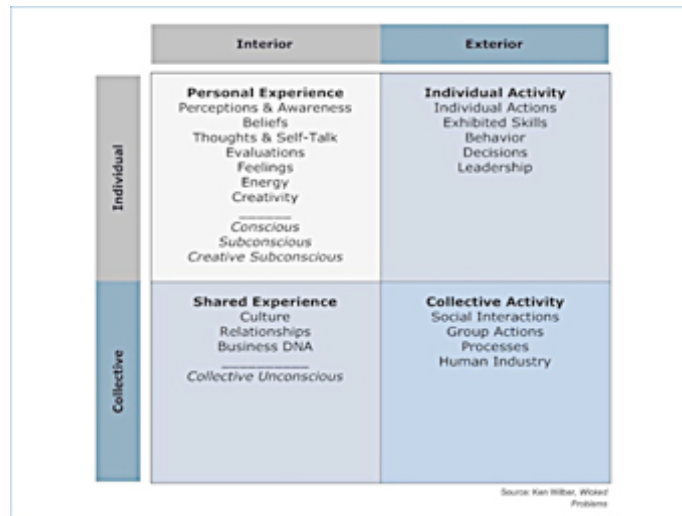 Interior
Exterior
Individual
Personal Experience
Perceptions & Awareness
Beliefs
Thoughts & Self-Talk
Evaluations
Feelings
Energy
Creativity
______
Conscious
Subconscious
Creative Subconscious
Individual Activity
Individual Actions
Exhibited Skills
Behavior
Decisions
Leadership
Collective
Shared Experience
Culture
Relationships
Business DNA
__________
Collective Unconscious
Collective Activity
Social Interactions
Group Actions
Processes
Human Industry
Source: Ken Wilber, Wicked
Problems